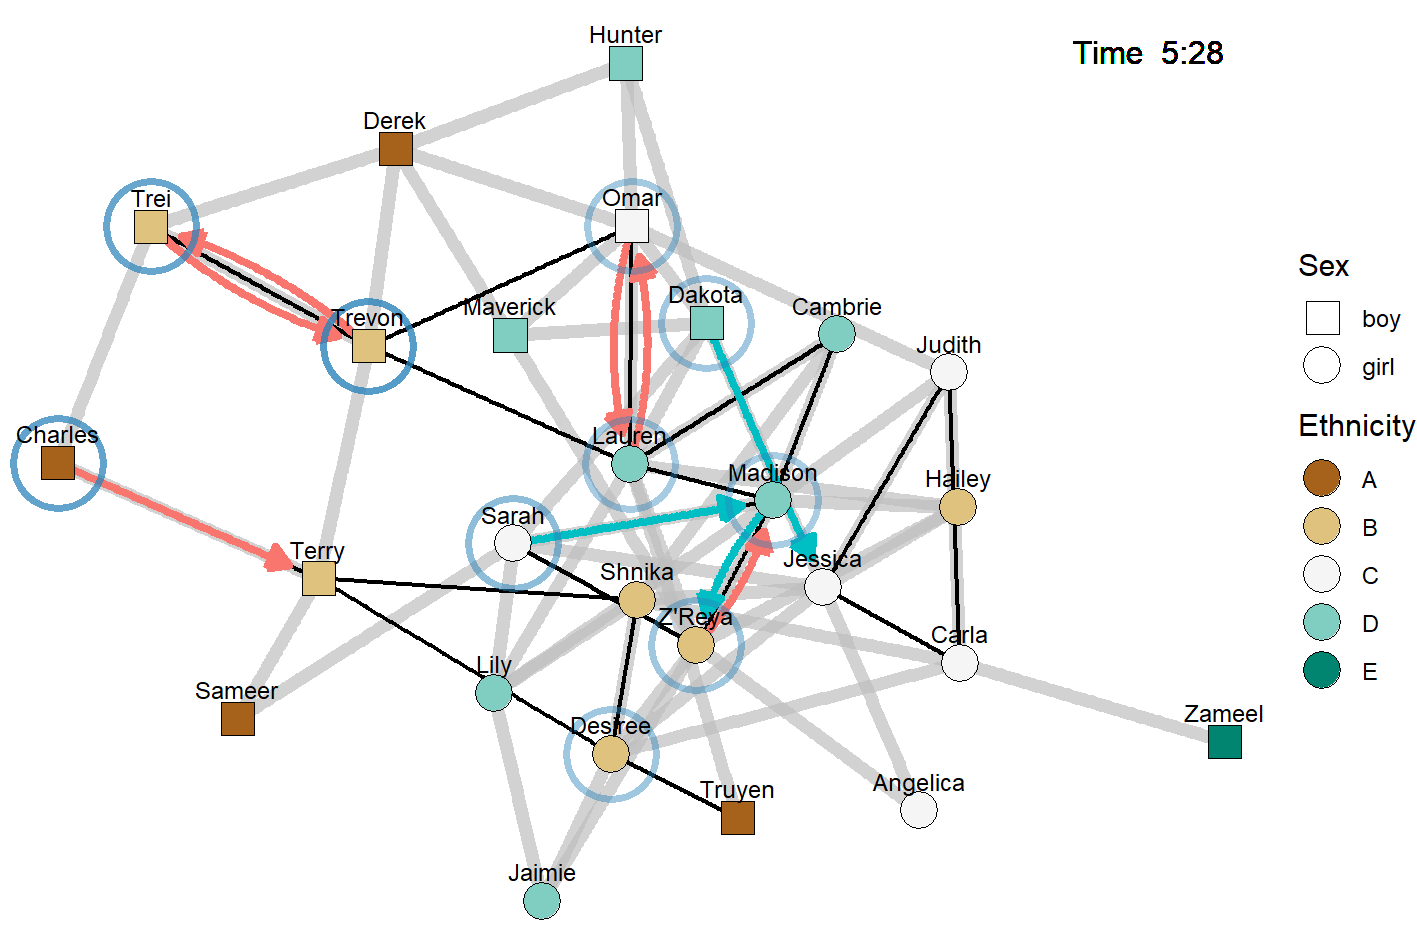 Hunter
Time 5:28
Derek
Trei
Omar
Dakota
Maverick
Cambrie
Trevon
Judith
Charles
Lauren
Madison
Hailey
Sarah
Terry
Jessica
Shnika
Z'Reya
Carla
Lily
Sameer
Desiree
Zameel
Truyen
Angelica
Jaimie
Sex
boy
girl
Ethnicity
A
B
C
D
E